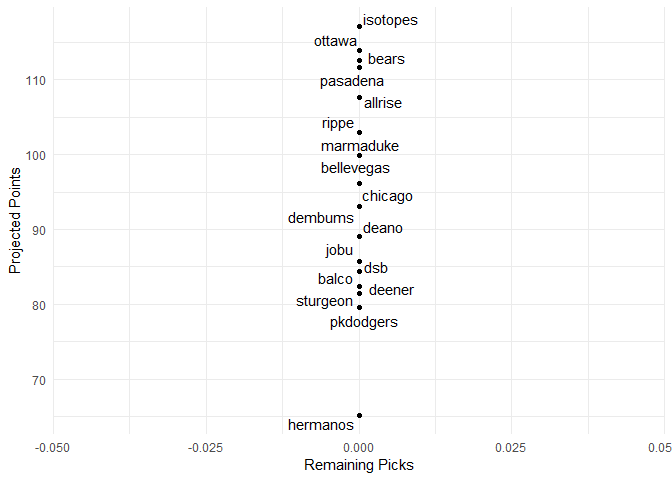 isotopes
ottawa
bears
110
pasadena
allrise
rippe
100
marmaduke
bellevegas
chicago
dembums
90
deano
jobu
dsb
balco
deener
80
sturgeon
pkdodgers
70
hermanos
Projected Points
-0.050
-0.025
0.000
0.025
0.05
Remaining Picks